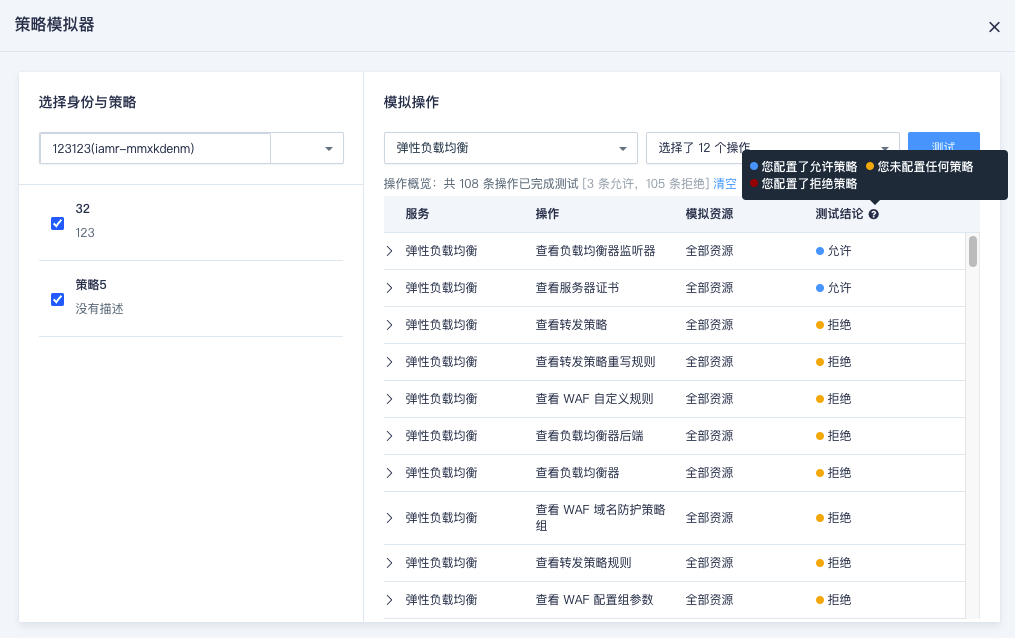 策略模拟器
选择身份与策略
123123(iamr-mmxkdenm)
32
123
策略5
没有描述
模拟操作
弹性负载均衡
选择了 12 个操作
测试
您配置了允许策略 您未配置任何策略
您配置了拒绝策略
操作概览：共 108 条操作已完成测试 [3 条允许，105 条拒绝] 清空
服务 操作 模拟资源 测试结论
弹性负载均衡 查看负载均衡器监听器 全部资源 允许
弹性负载均衡 查看服务器证书 全部资源 允许
弹性负载均衡 查看转发策略 全部资源 拒绝
弹性负载均衡 查看转发策略重写规则 全部资源 拒绝
弹性负载均衡 查看 WAF 自定义规则 全部资源 拒绝
弹性负载均衡 查看负载均衡器后端 全部资源 拒绝
弹性负载均衡 查看负载均衡器 全部资源 拒绝
弹性负载均衡 查看 WAF 域名防护策略 全部资源 拒绝
组
弹性负载均衡 查看转发策略规则 全部资源 拒绝
弹性负载均衡 查看 WAF 配置组参数 全部资源 拒绝